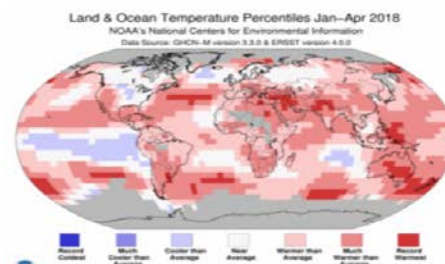 Land & Ocean Temperature Percentiles Jan–Apr 2018
NOAA's National Centers for Environmental Information
Data Source: GHCN–M version 3.3.0 & ERSST version 4.0.0
Record Coldest
Much Cooler than Average
Cooler than Average
Near Average
Warmer than Average
Much Warmer than Average
Record Warmest